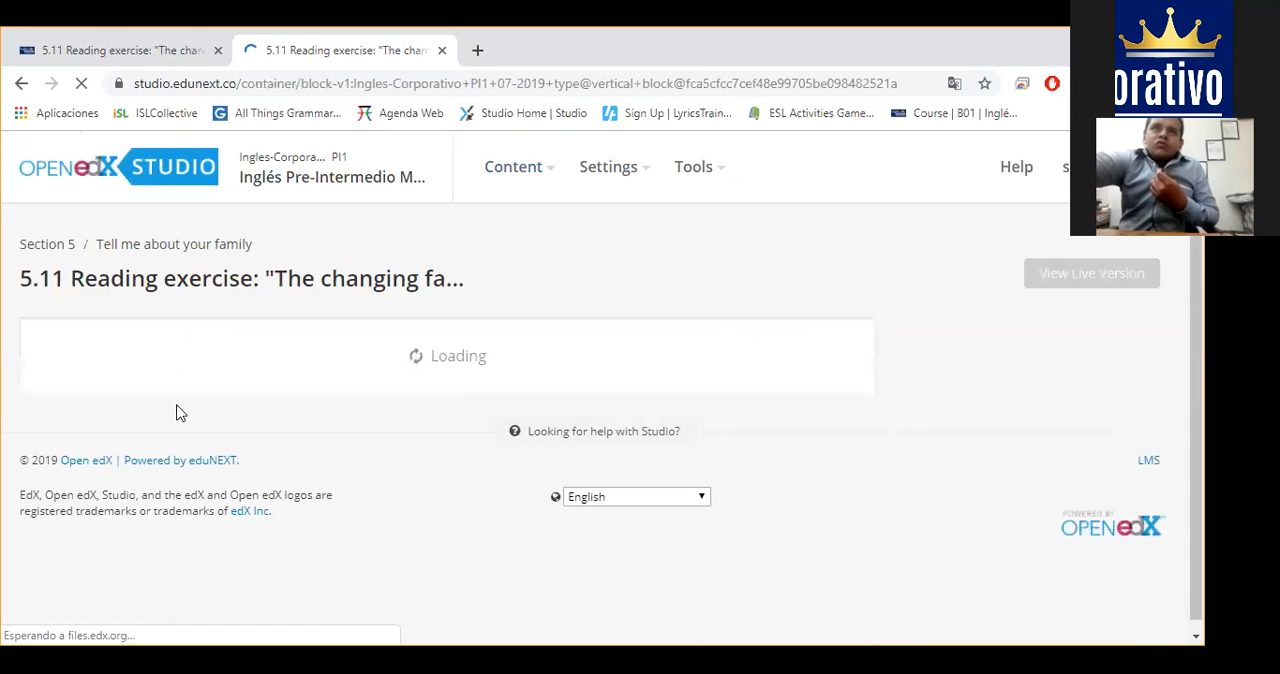 5.11 Reading exercise: "The chan
5.11 Reading exercise: "The chan
studio.edunext.co/container/block-v1:Ingles-Corporativo+PI1+07-2019+type@vertical+block@fca5cfcc7cef48e99705be098482521a
Aplicaciones iSL ISLCollective All Things Grammar... Agenda Web Studio Home | Studio Sign Up | LyricsTrain... ESL Activities Game... Course | B01 | Inglé...
orativo
OPEN edX STUDIO
Ingles-Corpora... PI1
Inglés Pre-Intermedio M...
Content Settings Tools Help s
Section 5 / Tell me about your family
5.11 Reading exercise: "The changing fa...
View Live Version
Loading
Looking for help with Studio?
© 2019 Open edX | Powered by eduNEXT.
LMS
EdX, Open edX, Studio, and the edX and Open edX logos are
registered trademarks or trademarks of edX Inc.
English
POWERED BY
OPEN edX
Esperando a files.edx.org...